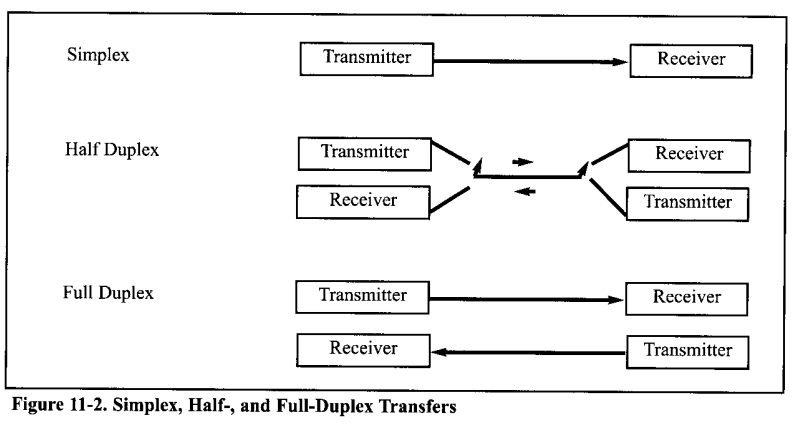 Simplex Transmitter Receiver
Half Duplex Transmitter Receiver
Receiver Transmitter
Full Duplex Transmitter Receiver
Receiver Transmitter
Figure 11-2. Simplex, Half-, and Full-Duplex Transfers